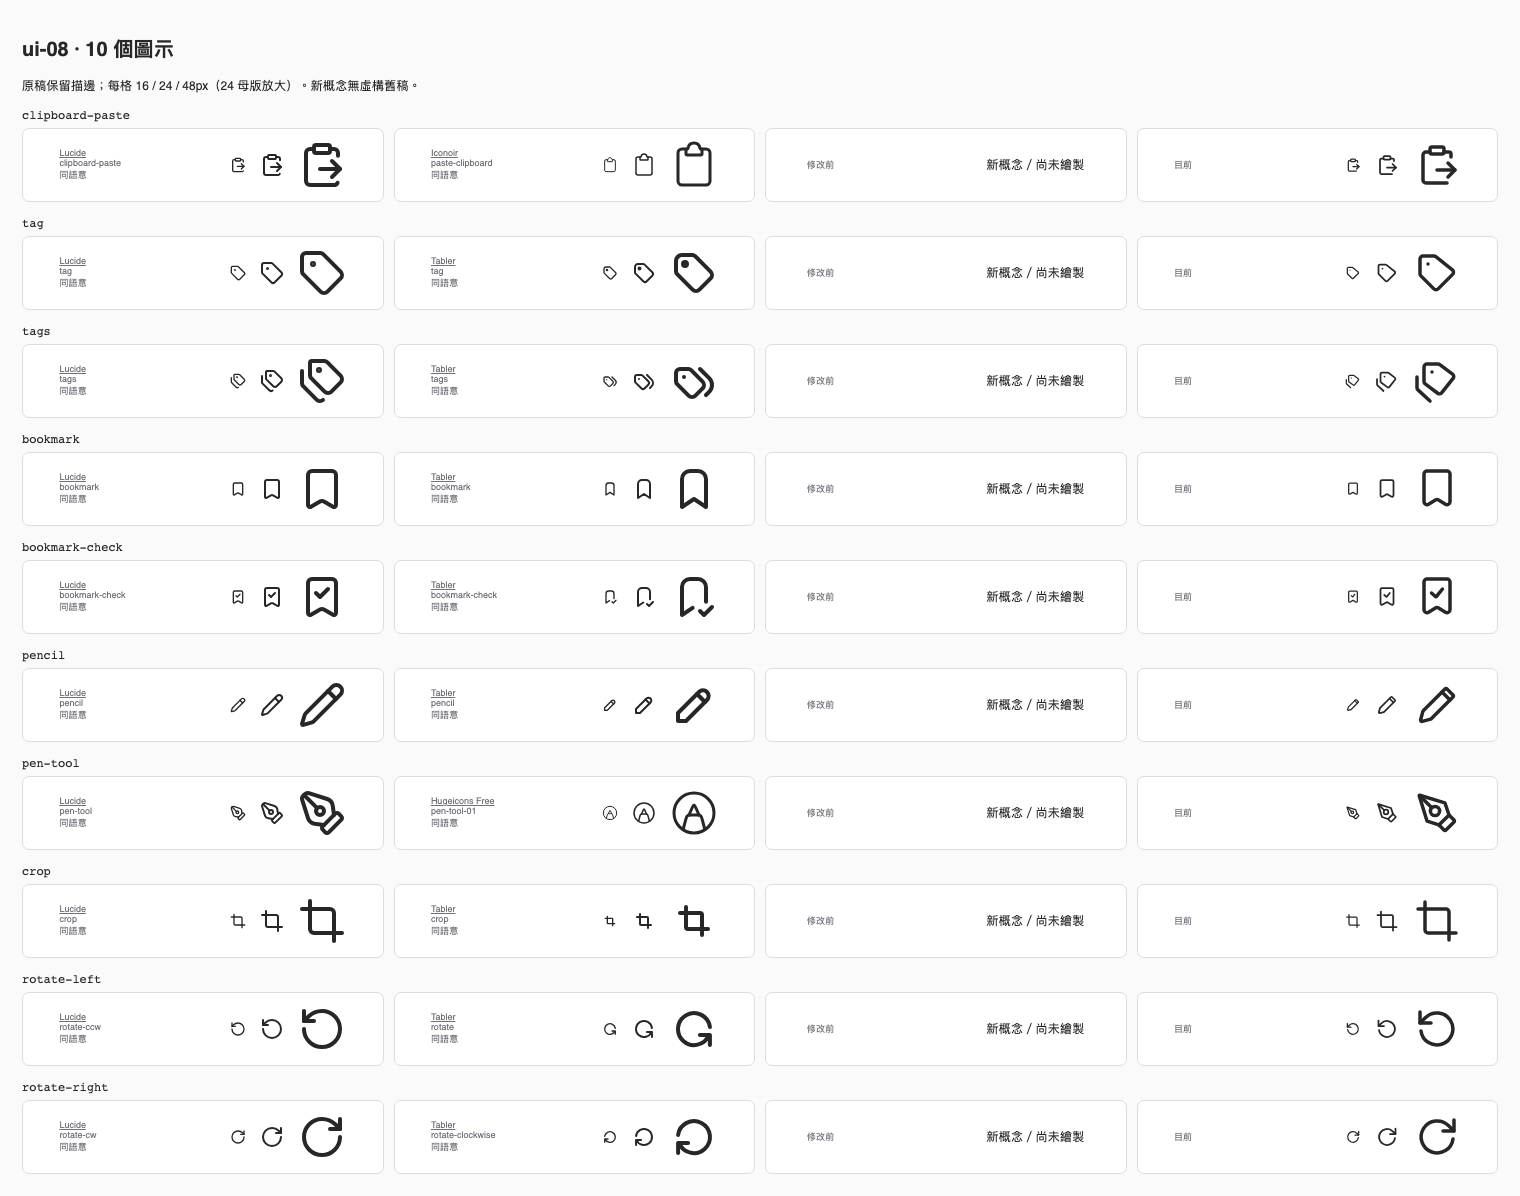 ui-08 · 10 個圖示
原稿保留描邊；每格 16 / 24 / 48px（24 母版放大）。新概念無虛構舊稿。
clipboard-paste
Lucide
clipboard-paste
同語意
Iconoir
paste-clipboard
同語意
修改前
新概念 / 尚未繪製
目前
tag
Lucide
tag
同語意
Tabler
tag
同語意
修改前
新概念 / 尚未繪製
目前
tags
Lucide
tags
同語意
Tabler
tags
同語意
修改前
新概念 / 尚未繪製
目前
bookmark
Lucide
bookmark
同語意
Tabler
bookmark
同語意
修改前
新概念 / 尚未繪製
目前
bookmark-check
Lucide
bookmark-check
同語意
Tabler
bookmark-check
同語意
修改前
新概念 / 尚未繪製
目前
pencil
Lucide
pencil
同語意
Tabler
pencil
同語意
修改前
新概念 / 尚未繪製
目前
pen-tool
Lucide
pen-tool
同語意
Hugeicons Free
pen-tool-01
同語意
修改前
新概念 / 尚未繪製
目前
crop
Lucide
crop
同語意
Tabler
crop
同語意
修改前
新概念 / 尚未繪製
目前
rotate-left
Lucide
rotate-ccw
同語意
Tabler
rotate
同語意
修改前
新概念 / 尚未繪製
目前
rotate-right
Lucide
rotate-cw
同語意
Tabler
rotate-clockwise
同語意
修改前
新概念 / 尚未繪製
目前